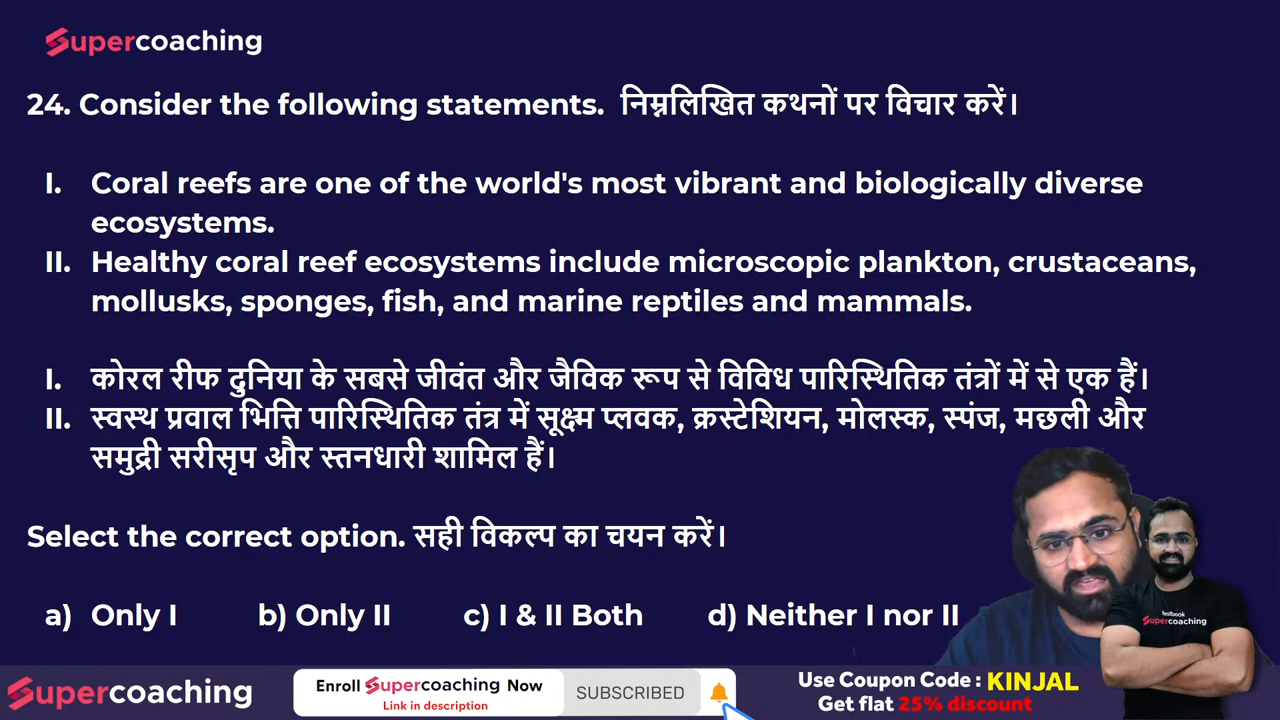 Supercoaching
24. Consider the following statements. निम्नलिखित कथनों पर विचार करें।
I. Coral reefs are one of the world's most vibrant and biologically diverse
ecosystems.
II. Healthy coral reef ecosystems include microscopic plankton, crustaceans,
mollusks, sponges, fish, and marine reptiles and mammals.
I. कोरल रीफ दुनिया के सबसे जीवंत और जैविक रूप से विविध पारिस्थितिक तंत्रों में से एक हैं।
II. स्वस्थ प्रवाल भित्ति पारिस्थितिक तंत्र में सूक्ष्म प्लवक, क्रस्टेशियन, मोलस्क, स्पंज, मछली और
समुद्री सरीसृप और स्तनधारी शामिल हैं।
Select the correct option. सही विकल्प का चयन करें।
a) Only I b) Only II c) I & II Both d) Neither I nor II
testbook
Supercoaching
Supercoaching
Enroll Supercoaching Now
Link in description
SUBSCRIBED
Use Coupon Code : KINJAL
Get flat 25% discount